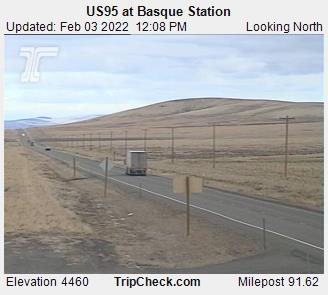 US95 at Basque Station
Updated: Feb 03 2022 12:08 PM Looking North
Elevation 4460 TripCheck.com Milepost 91.62